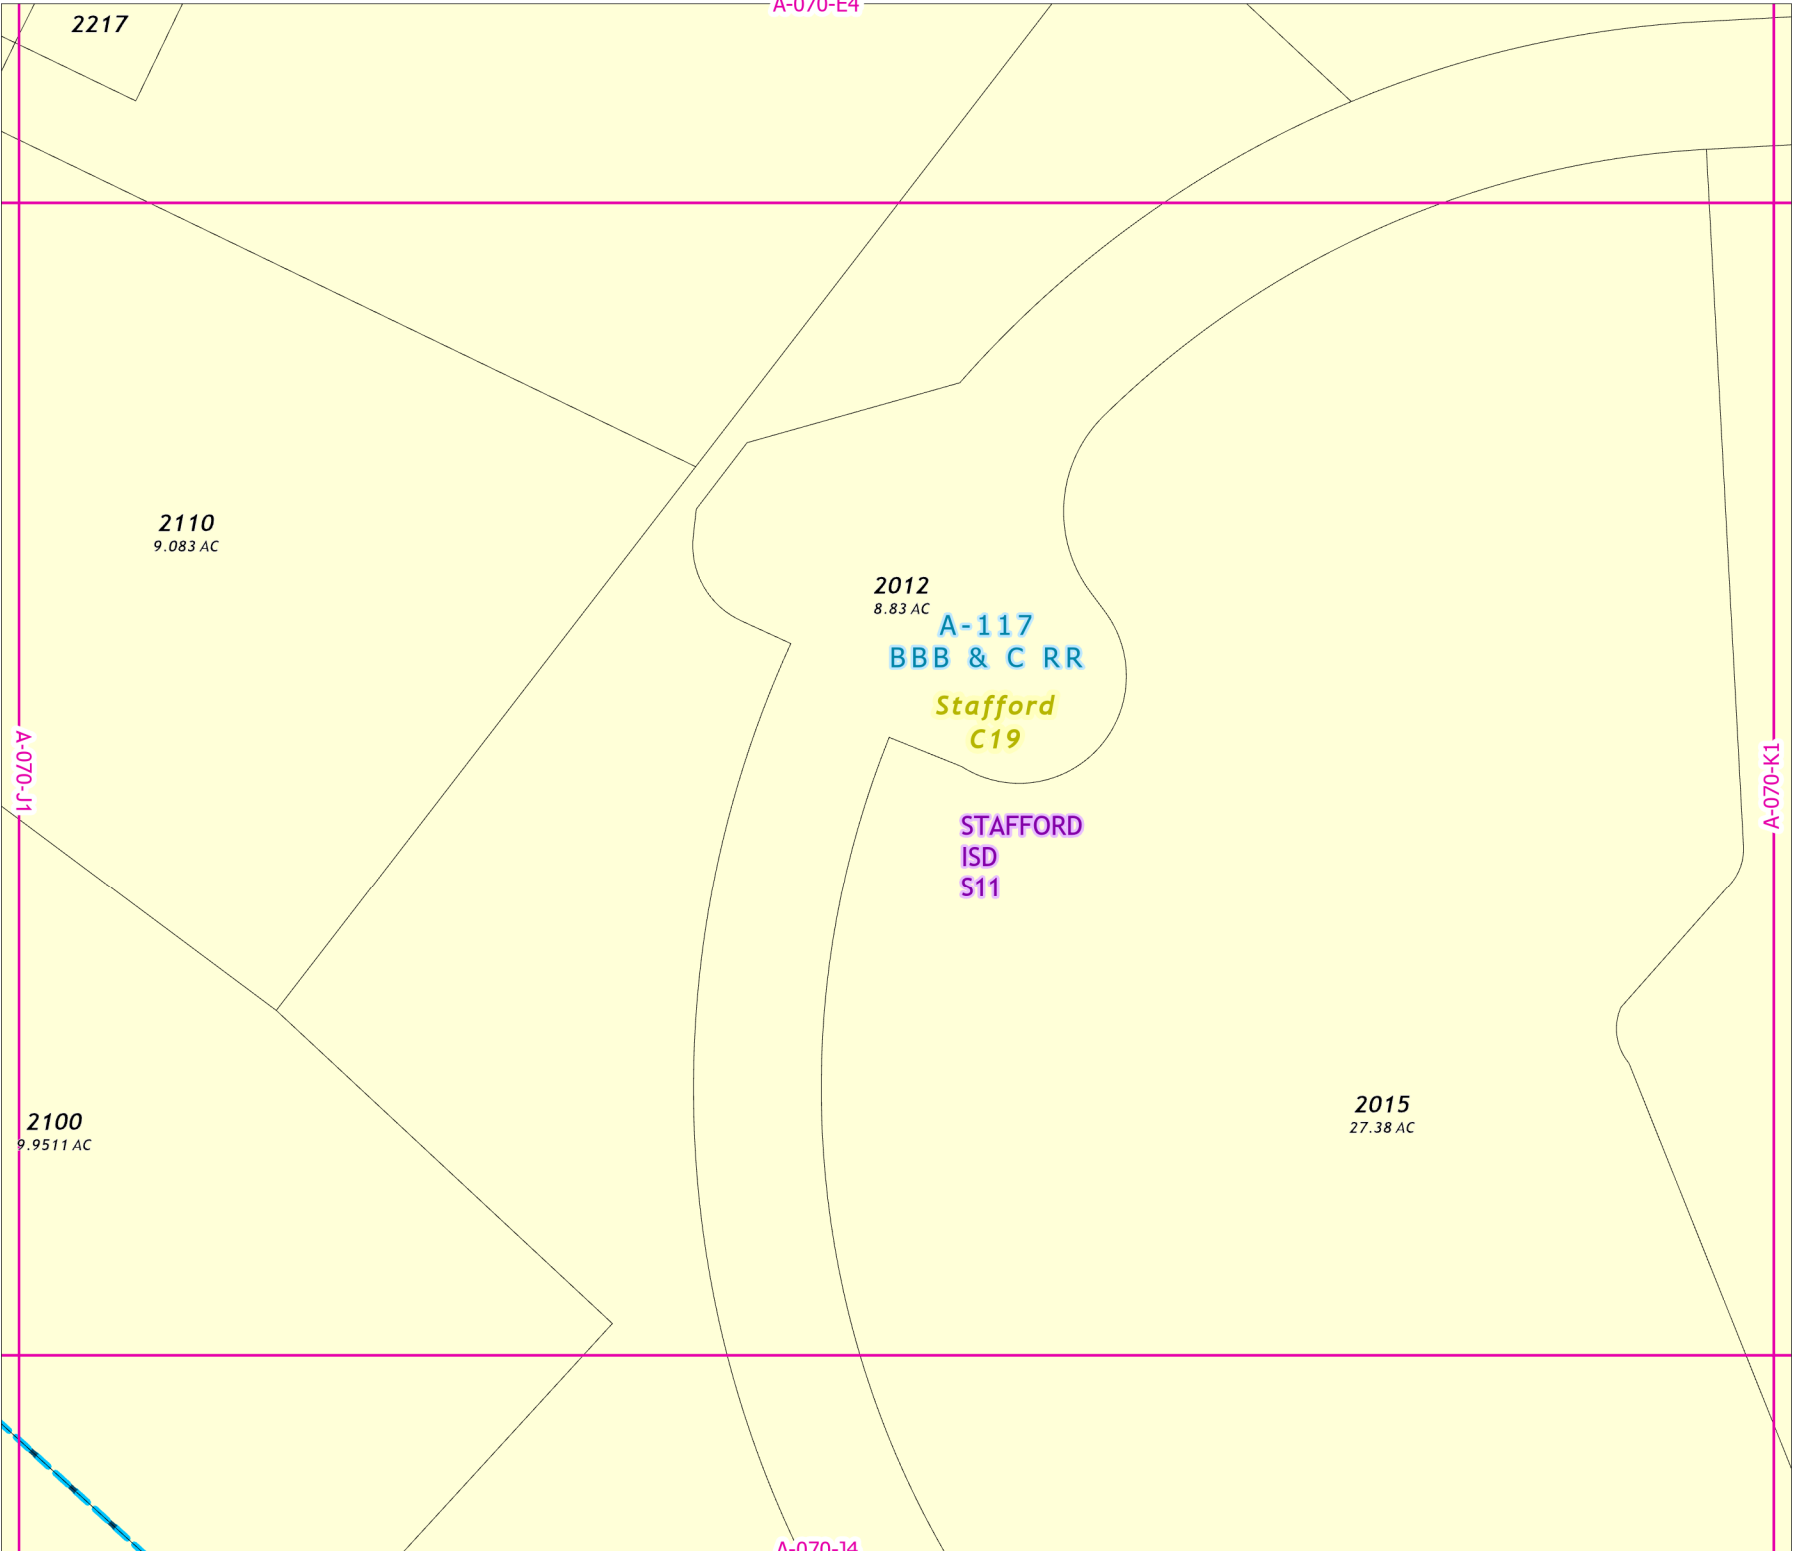 A-070-E4
2217
2110
9.083 AC
2012
8.83 AC
A-117
BBB & C RR
Stafford
C19
A-070-J1
A-070-K1
STAFFORD
ISD
S11
2015
27.38 AC
2100
9.9511 AC
A-070-J4